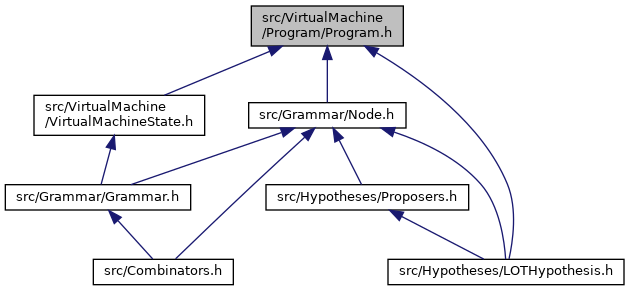 src/VirtualMachine
/Program/Program.h
src/VirtualMachine
/VirtualMachineState.h
src/Grammar/Node.h
src/Grammar/Grammar.h
src/Hypotheses/Proposers.h
src/Combinators.h
src/Hypotheses/LOTHypothesis.h